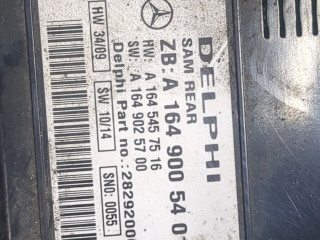 DELPHI
SAM REAR
ZB: A 164 900 54 0
HW: A 164 545 75 16
SW: A 164 902 57 00
Delphi Part no: 2829200
HW 34/09 SW 10/14 SNO: 0055